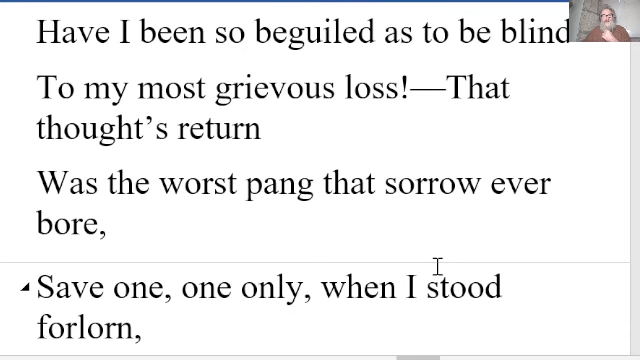 Have I been so beguiled as to be blind
To my most grievous loss!—That
thought’s return
Was the worst pang that sorrow ever
bore,
Save one, one only, when I stood
forlorn,